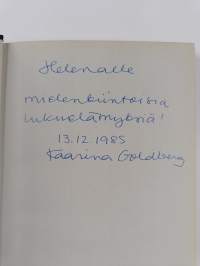 Helenalle
mielenkiintoisia
lukuelämyksiä!
13.12 1985
Kaarina Goldberg